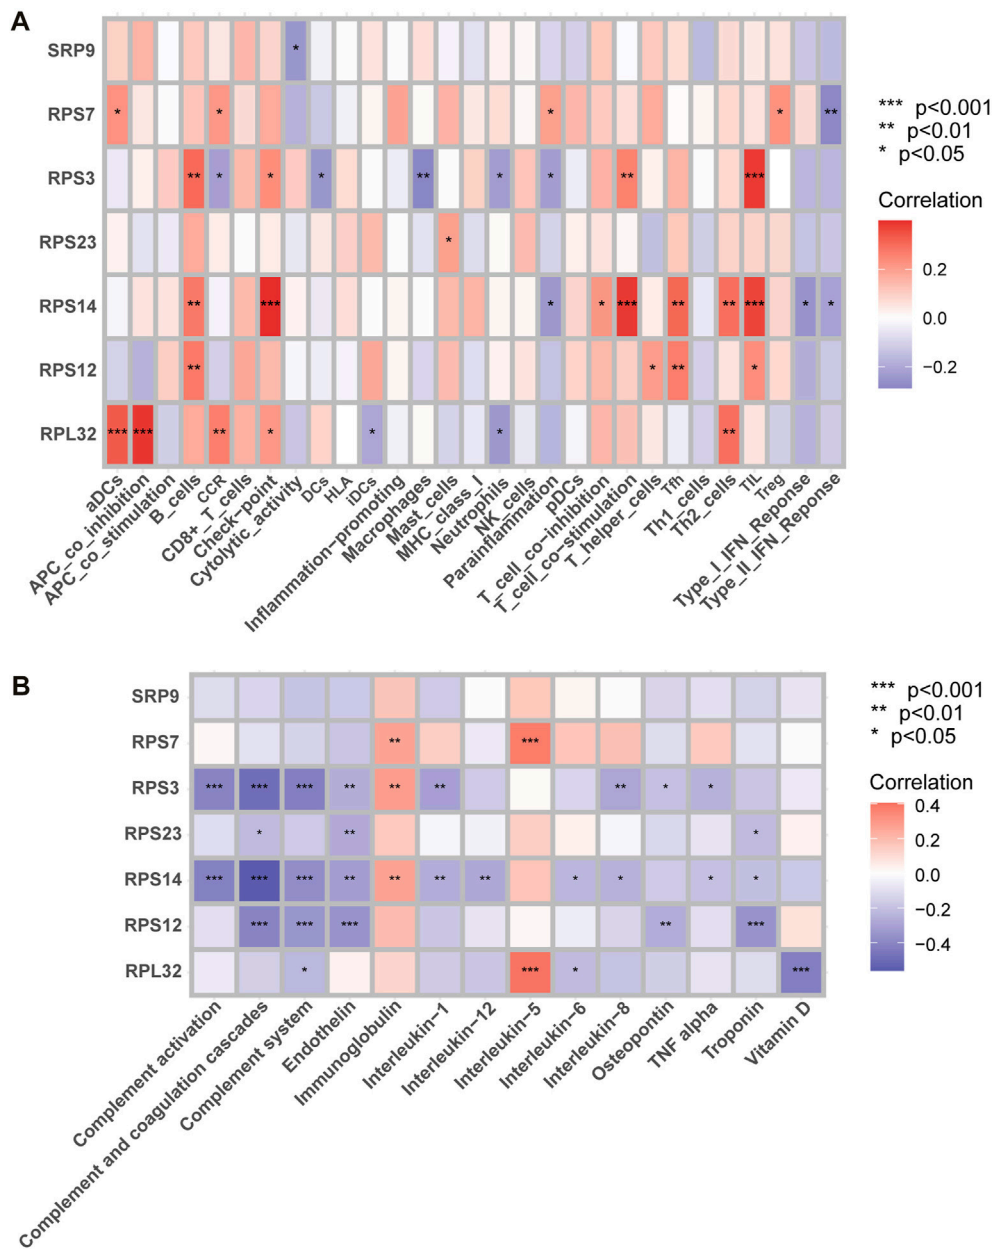 A
SRP9
*
RPS7
* * * * **
RPS3
** * * * ** * * ** ***
RPS23
*
RPS14
** *** * * *** ** ** *** * *
RPS12
** * ** *
RPL32
*** *** ** * * * **
aDCs
APC_co_inhibition
APC_co_stimulation
B_cells
CCR
CD8+_T_cells
Check-point
Cytolytic_activity
DCs
HLA
iDCs
Inflammation-promoting
Macrophages
Mast_cells
MHC_class_I
Neutrophils
NK_cells
Parainflammation
pDCs
T_cell_co-inhibition
T_cell_co-stimulation
T_helper_cells
Tfh
Th1_cells
Th2_cells
TIL
Treg
Type_I_IFN_Reponse
Type_II_IFN_Reponse
*** p<0.001
** p<0.01
* p<0.05
Correlation
0.2
0.0
−0.2
B
SRP9
RPS7
** ***
RPS3
*** *** *** ** ** ** ** * *
RPS23
* ** *
RPS14
*** *** *** ** ** ** ** * * * *
RPS12
*** *** *** ** ***
RPL32
* *** * ***
Complement activation
Complement and coagulation cascades
Complement system
Endothelin
Immunoglobulin
Interleukin−1
Interleukin−12
Interleukin−5
Interleukin−6
Interleukin−8
Osteopontin
TNF alpha
Troponin
Vitamin D
*** p<0.001
** p<0.01
* p<0.05
Correlation
0.4
0.2
0.0
−0.2
−0.4